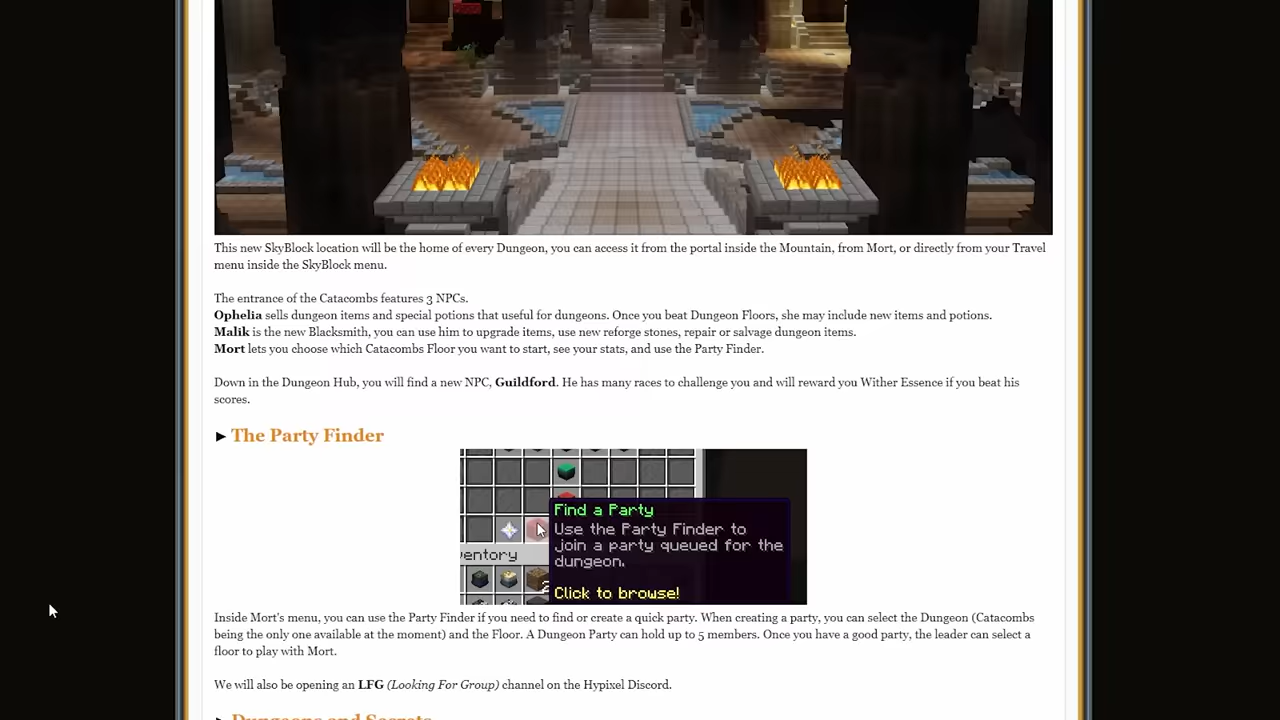 This new SkyBlock location will be the home of every Dungeon, you can access it from the portal inside the Mountain, from Mort, or directly from your Travel
menu inside the SkyBlock menu.
The entrance of the Catacombs features 3 NPCs.
Ophelia sells dungeon items and special potions that useful for dungeons. Once you beat Dungeon Floors, she may include new items and potions.
Malik is the new Blacksmith, you can use him to upgrade items, use new reforge stones, repair or salvage dungeon items.
Mort lets you choose which Catacombs Floor you want to start, see your stats, and use the Party Finder.
Down in the Dungeon Hub, you will find a new NPC, Guildford. He has many races to challenge you and will reward you Wither Essence if you beat his
scores.
► The Party Finder
Find a Party
Use the Party Finder to
join a party queued for the
dungeon.
Click to browse!
ventory
2
Inside Mort's menu, you can use the Party Finder if you need to find or create a quick party. When creating a party, you can select the Dungeon (Catacombs
being the only one available at the moment) and the Floor. A Dungeon Party can hold up to 5 members. Once you have a good party, the leader can select a
floor to play with Mort.
We will also be opening an LFG (Looking For Group) channel on the Hypixel Discord.
► Dungeons and Secrets